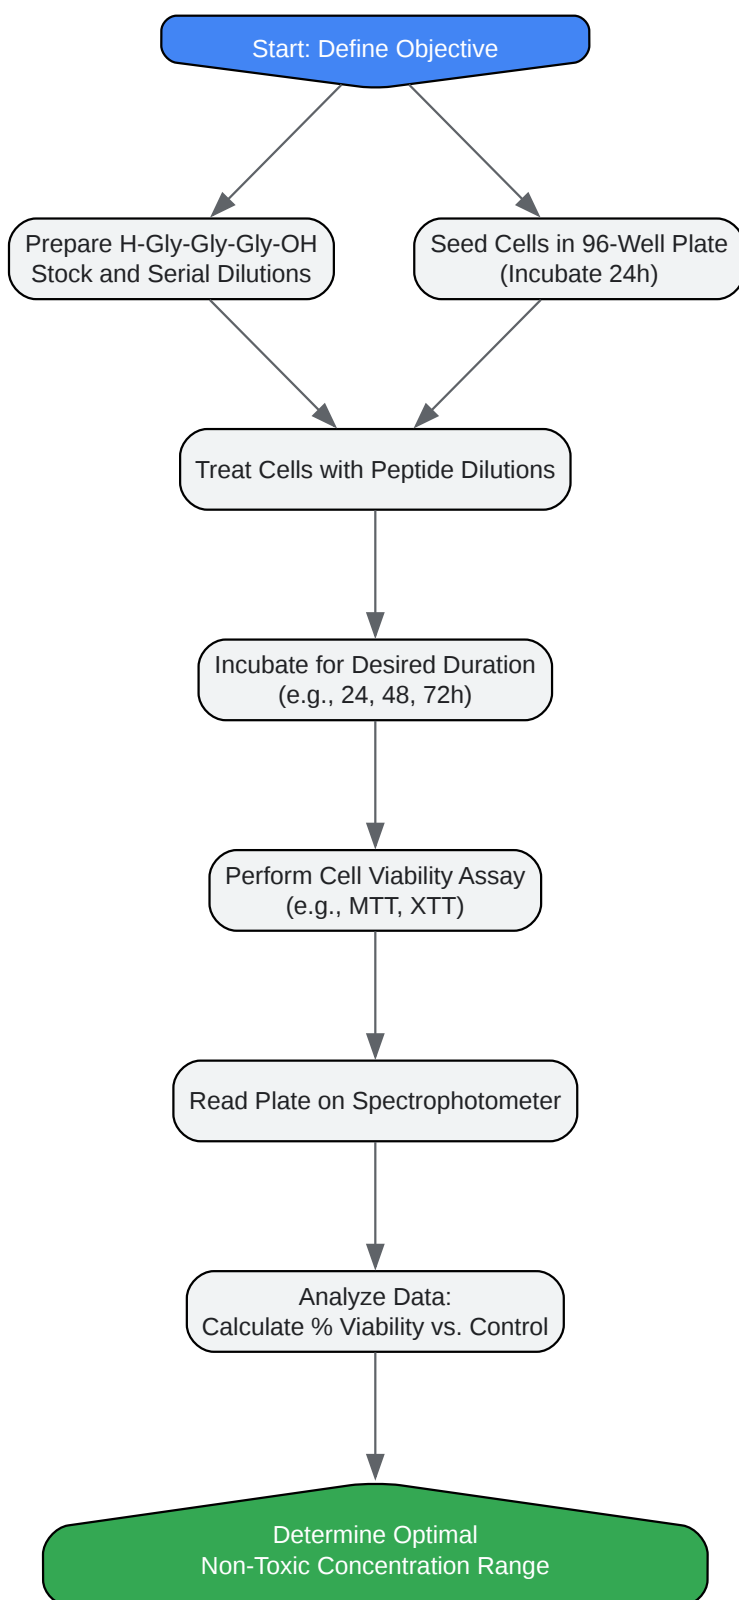 Start: Define Objective
Prepare H-Gly-Gly-Gly-OH
Stock and Serial Dilutions
Seed Cells in 96-Well Plate
(Incubate 24h)
Treat Cells with Peptide Dilutions
Incubate for Desired Duration
(e.g., 24, 48, 72h)
Perform Cell Viability Assay
(e.g., MTT, XTT)
Read Plate on Spectrophotometer
Analyze Data:
Calculate % Viability vs. Control
Determine Optimal
Non-Toxic Concentration Range